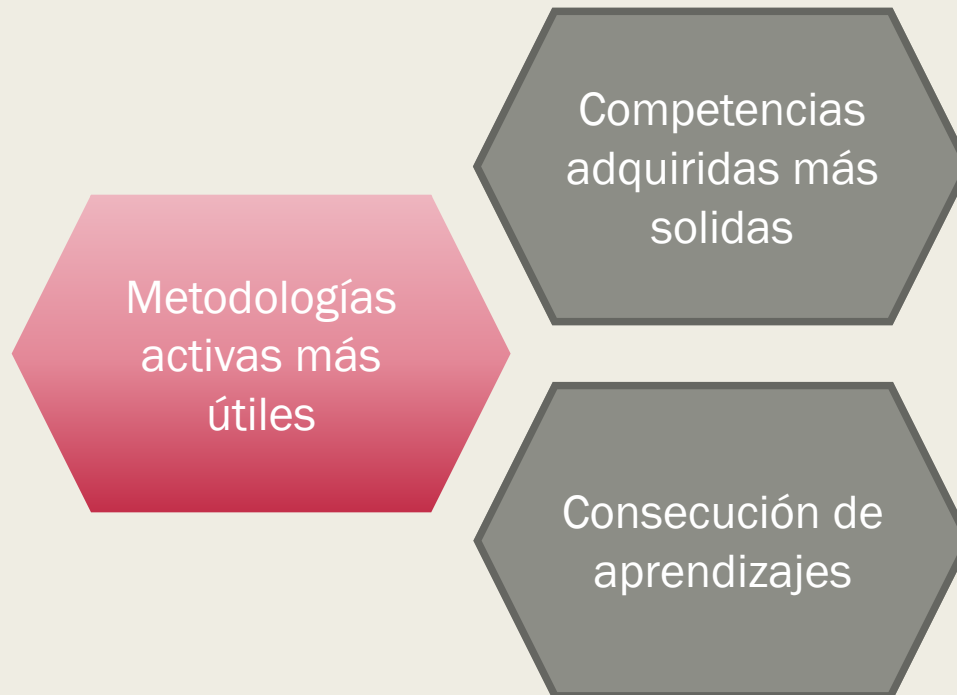 Metodologías
activas más
útiles
Competencias
adquiridas más
solidas
Consecución de
aprendizajes